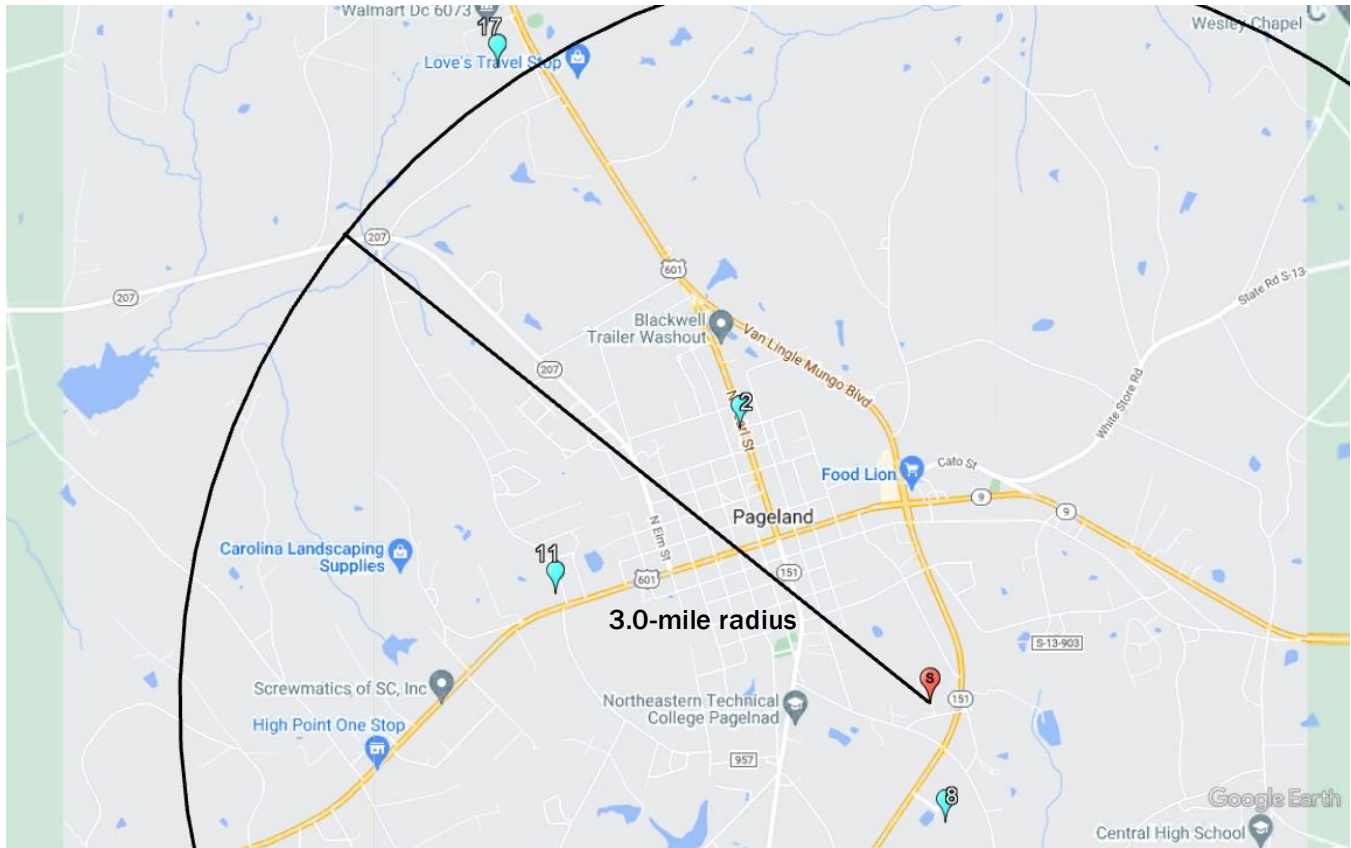 Walmart Dc 6073
17
Love's Travel Stop
Wesley Chapel
207
207
601
Blackwell
Trailer Washout
Van Lingle Mungo Blvd
State Rd S-13
207
2
White Store Rd
Cato St
Food Lion
9
9
Pageland
N Elm St
Carolina Landscaping
Supplies
11
601
151
3.0-mile radius
S-13-903
S
Screwmatics of SC, Inc
Northeastern Technical
College Pagelnad
151
High Point One Stop
957
8
Google Earth
Central High School